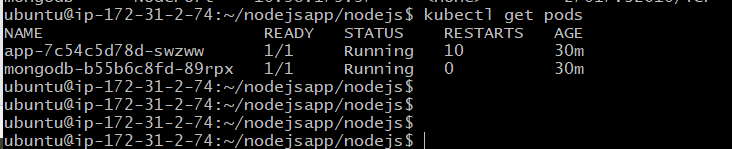 ubuntu@ip-172-31-2-74:~/nodejsapp/nodejs$ kubectl get pods
NAME READY STATUS RESTARTS AGE
app-7c54c5d78d-swzww 1/1 Running 10 30m
mongodb-b55b6c8fd-89rpx 1/1 Running 0 30m
ubuntu@ip-172-31-2-74:~/nodejsapp/nodejs$
ubuntu@ip-172-31-2-74:~/nodejsapp/nodejs$
ubuntu@ip-172-31-2-74:~/nodejsapp/nodejs$
ubuntu@ip-172-31-2-74:~/nodejsapp/nodejs$